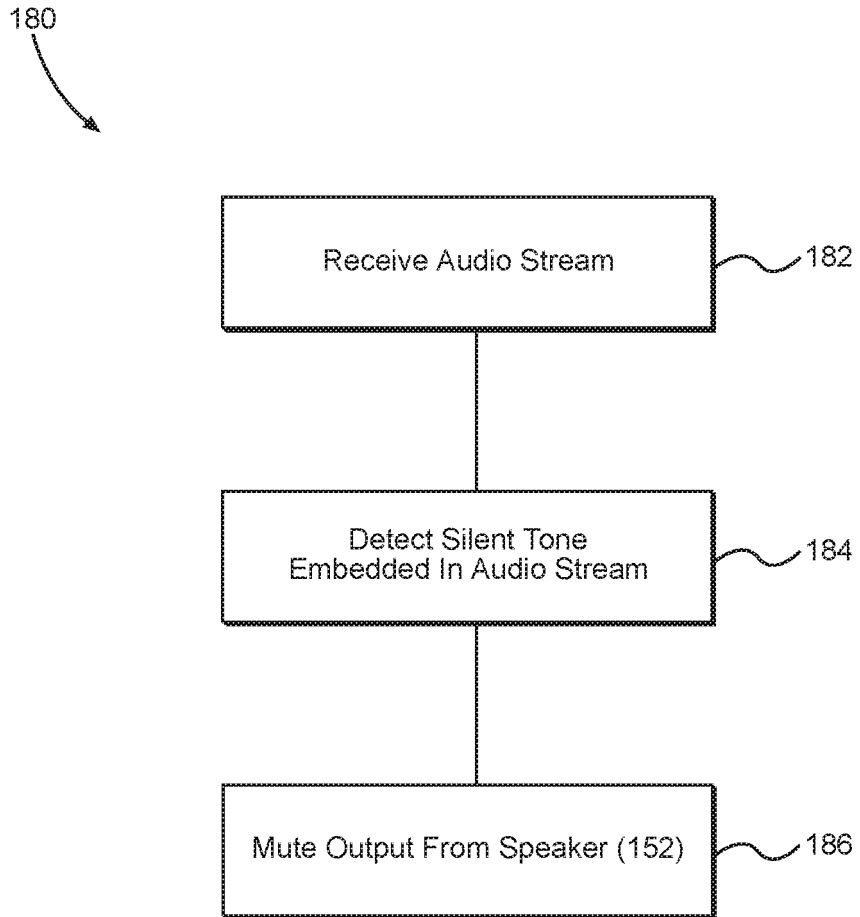 180
Receive Audio Stream
182
Detect Silent Tone
Embedded In Audio Stream
184
Mute Output From Speaker (152)
186